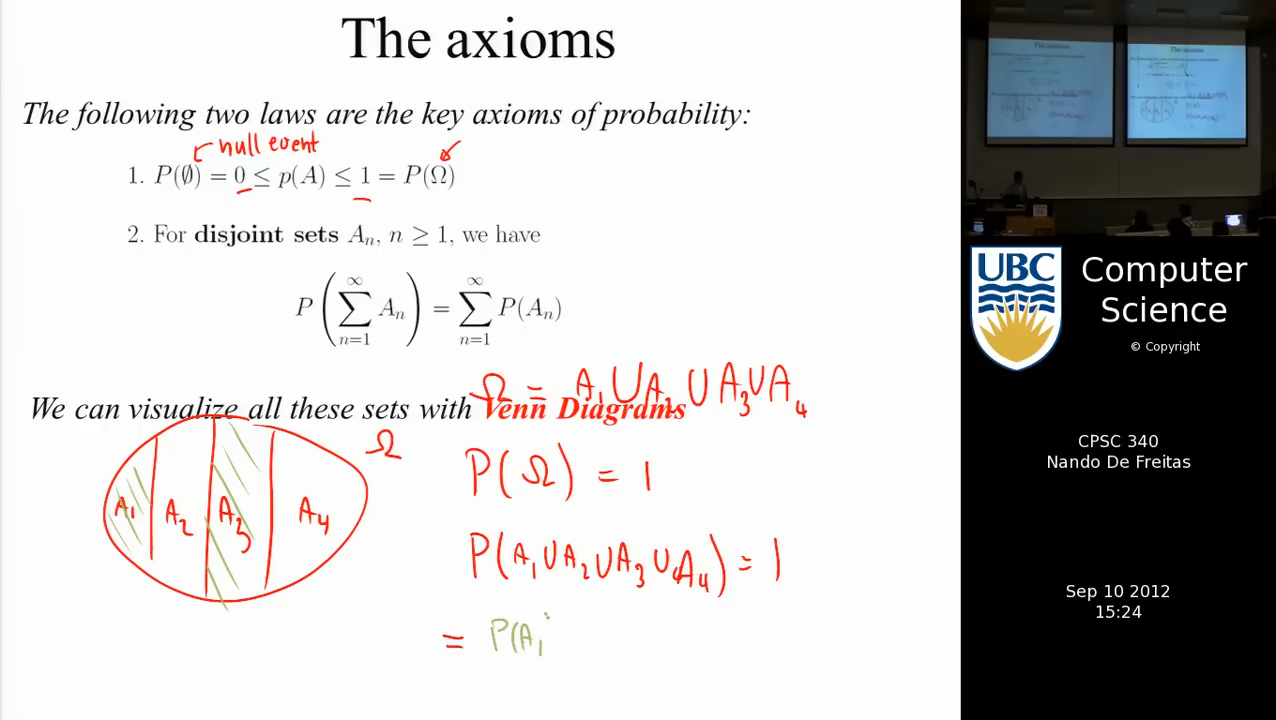 The axioms
The following two laws are the key axioms of probability:
null event
1. P(∅) = 0 ≤ p(A) ≤ 1 = P(Ω)
2. For disjoint sets Aₙ, n ≥ 1, we have
P(∑_{n=1}^{∞} Aₙ) = ∑_{n=1}^{∞} P(Aₙ)
Ω = A₁ ∪ A₂ ∪ A₃ ∪ A₄
We can visualize all these sets with Venn Diagrams
Ω
A₁ A₂ A₃ A₄
P(Ω) = 1
P(A₁ ∪ A₂ ∪ A₃ ∪ A₄) = 1
= P(A₁
UBC
Computer
Science
© Copyright
CPSC 340
Nando De Freitas
Sep 10 2012
15:24